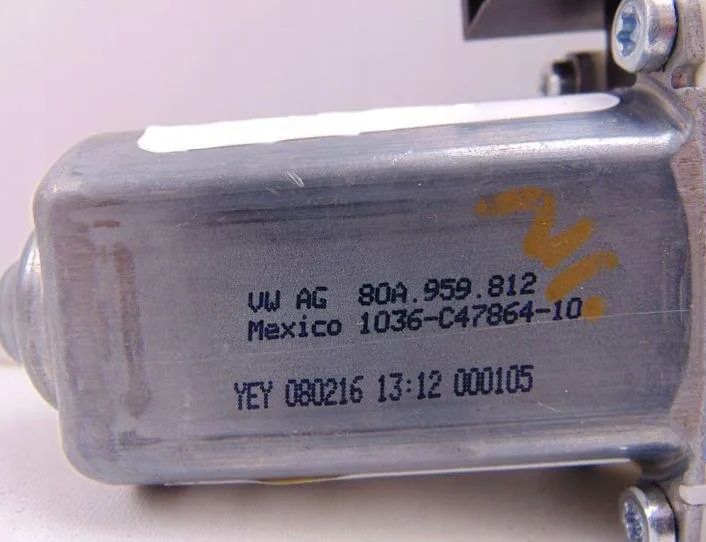 VW AG 80A.959.812
Mexico 1036-C47864-10
YEY 080216 13:12 000105